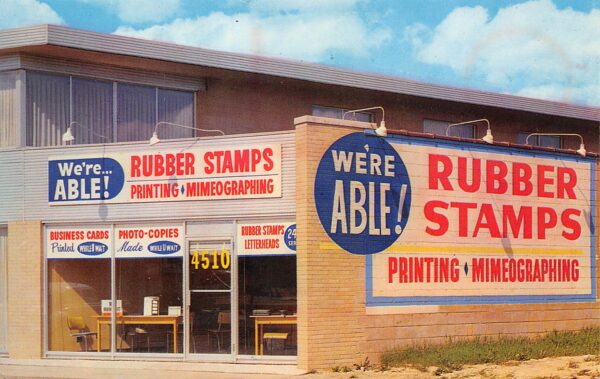 We're...
ABLE!
RUBBER STAMPS
PRINTING • MIMEOGRAPHING
BUSINESS CARDS
Printed WHILE U WAIT
PHOTO-COPIES
Made WHILE U WAIT
4510
RUBBER STAMPS
LETTERHEADS
24
WE'RE
ABLE!
RUBBER
STAMPS
PRINTING ♦ MIMEOGRAPHING